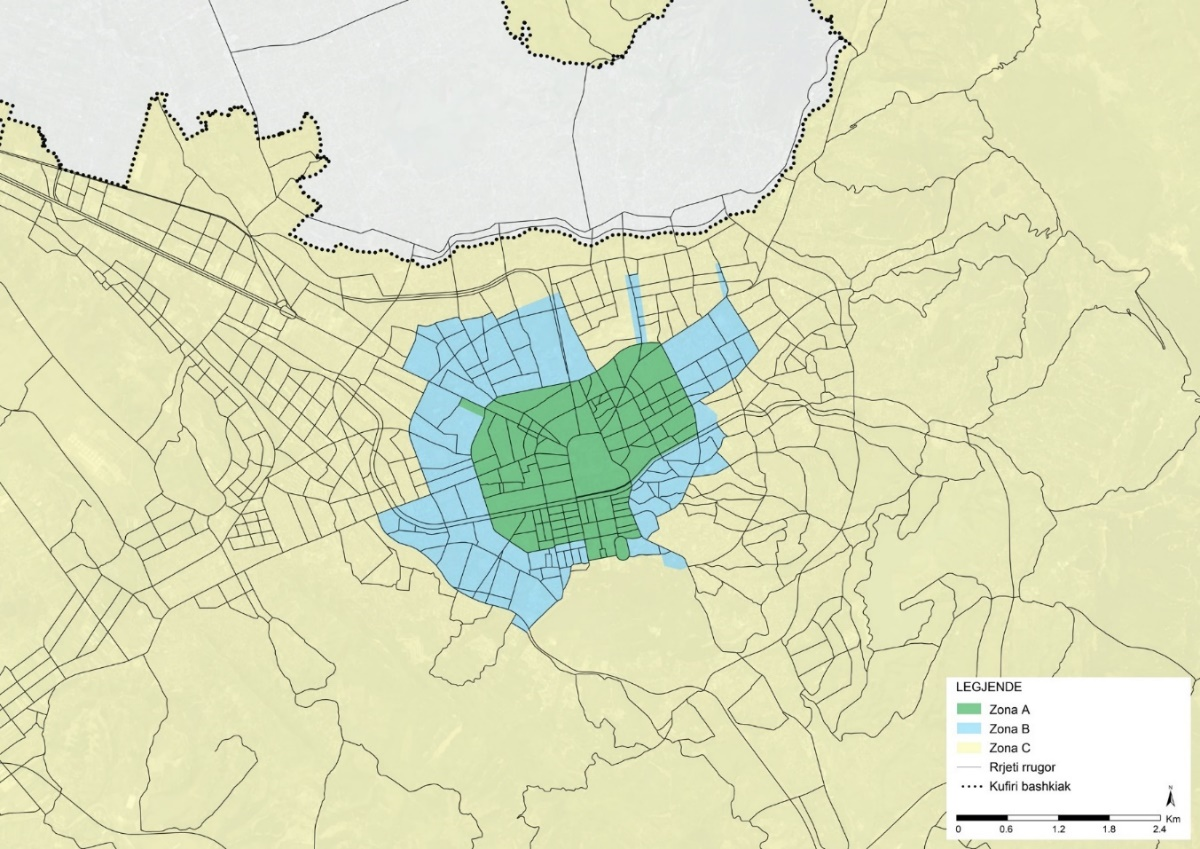 LEGJENDE
Zona A
Zona B
Zona C
Rrjeti rrugor
Kufiri bashkiak
N
0 0.6 1.2 1.8 2.4 Km